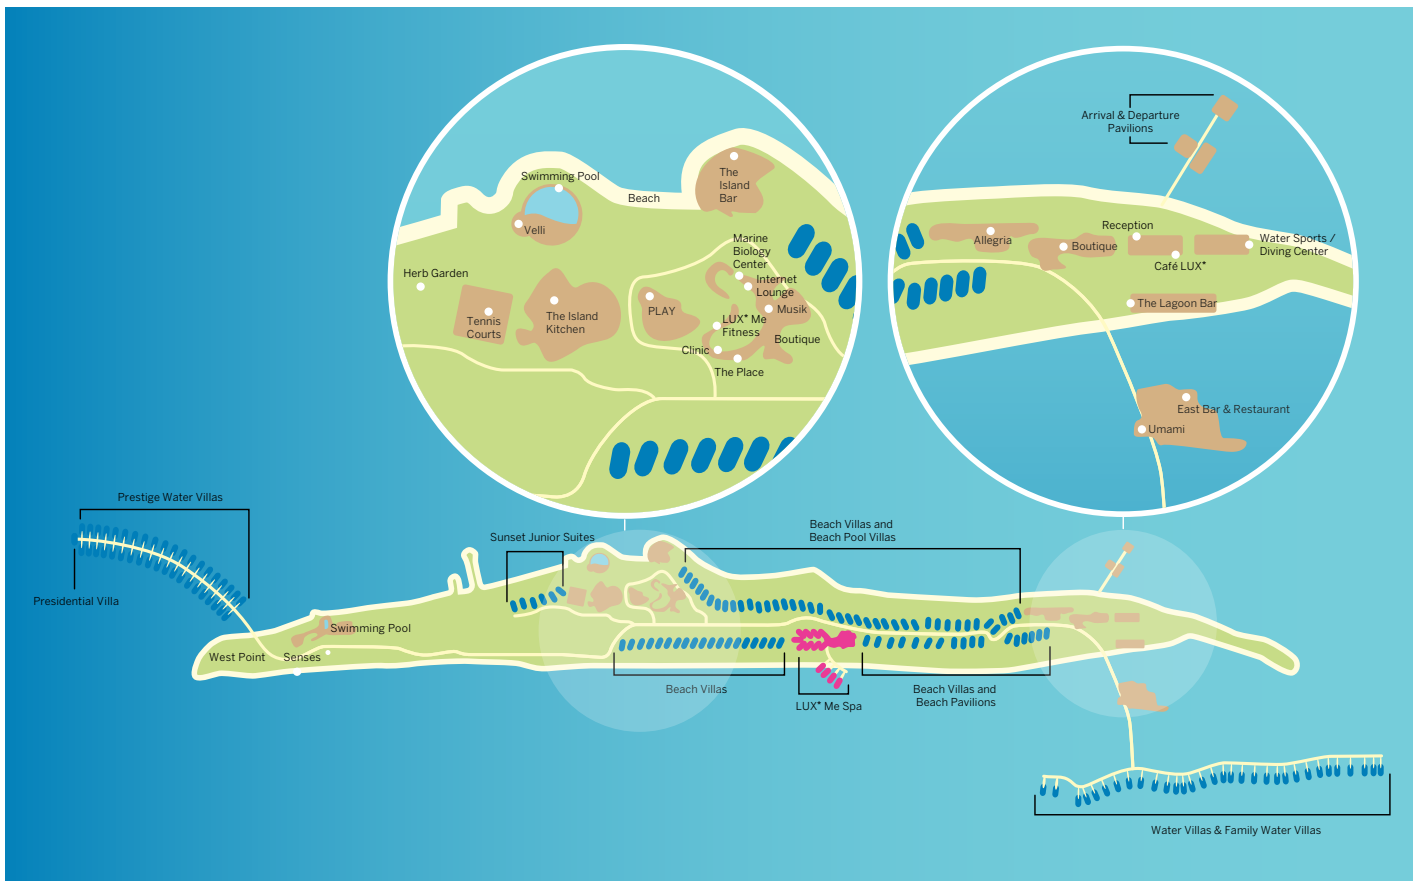 Swimming Pool
Velli
Beach
The
Island
Bar
Herb Garden
Tennis
Courts
The Island
Kitchen
PLAY
Marine
Biology
Center
Internet
Lounge
Musik
LUX* Me
Fitness
Boutique
Clinic
The Place
Arrival & Departure
Pavilions
Allegria
Boutique
Reception
Café LUX*
Water Sports /
Diving Center
The Lagoon Bar
East Bar & Restaurant
Umami
Prestige Water Villas
Presidential Villa
Sunset Junior Suites
Beach Villas and
Beach Pool Villas
Swimming Pool
West Point
Senses
Beach Villas
LUX* Me Spa
Beach Villas and
Beach Pavilions
Water Villas & Family Water Villas